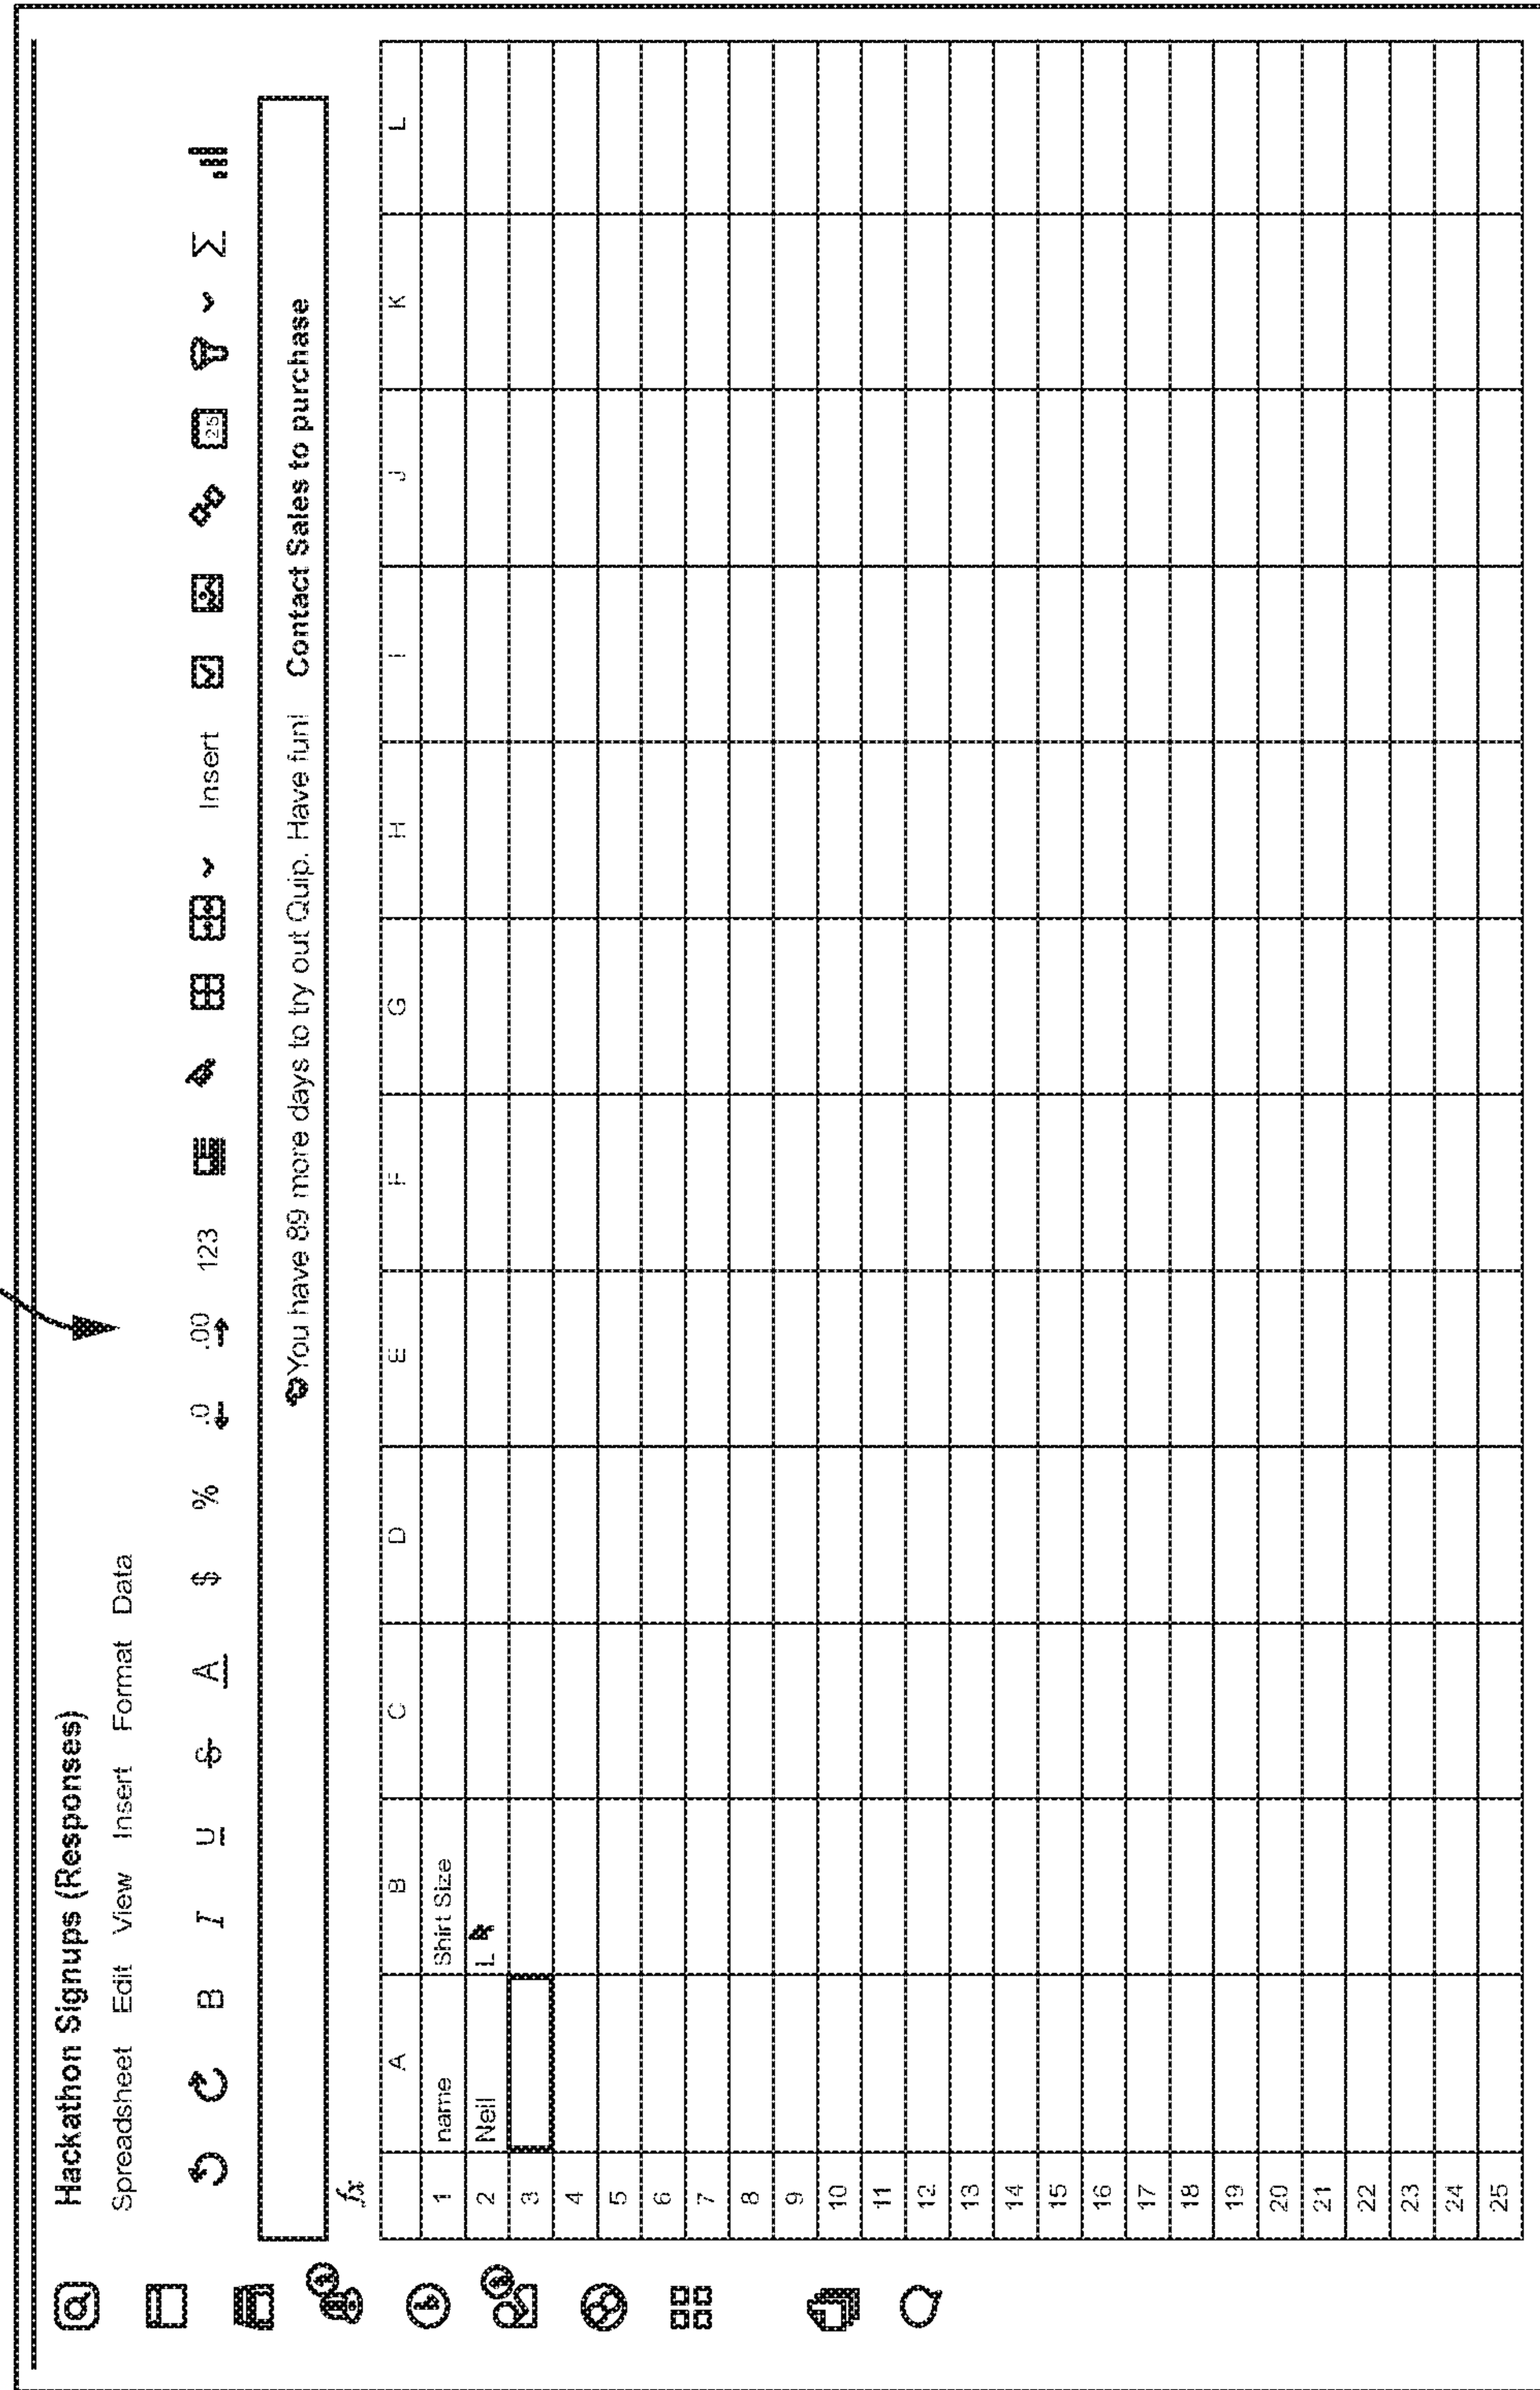 Hackathon Signups (Responses)
Spreadsheet Edit View Insert Format Data
B I U S A $ % .0 .00 123 Insert 25 Σ
You have 89 more days to try out Quip. Have fun! Contact Sales to purchase
fx
A B C D E F G H I J K L
1 name Shirt Size
2 Neil L
3
4
5
6
7
8
9
10
11
12
13
14
15
16
17
18
19
20
21
22
23
24
25